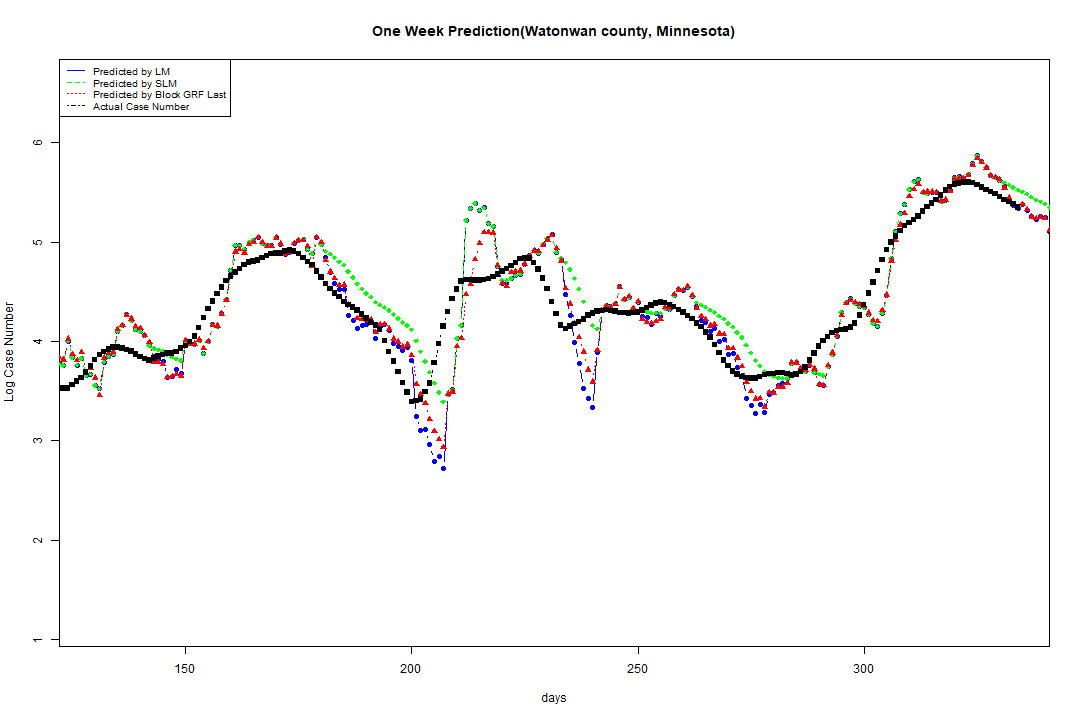 One Week Prediction(Watonwan county, Minnesota)
Predicted by LM
Predicted by SLM
Predicted by Block GRF Last
Actual Case Number
Log Case Number
6
5
4
3
2
1
150
200
250
300
days